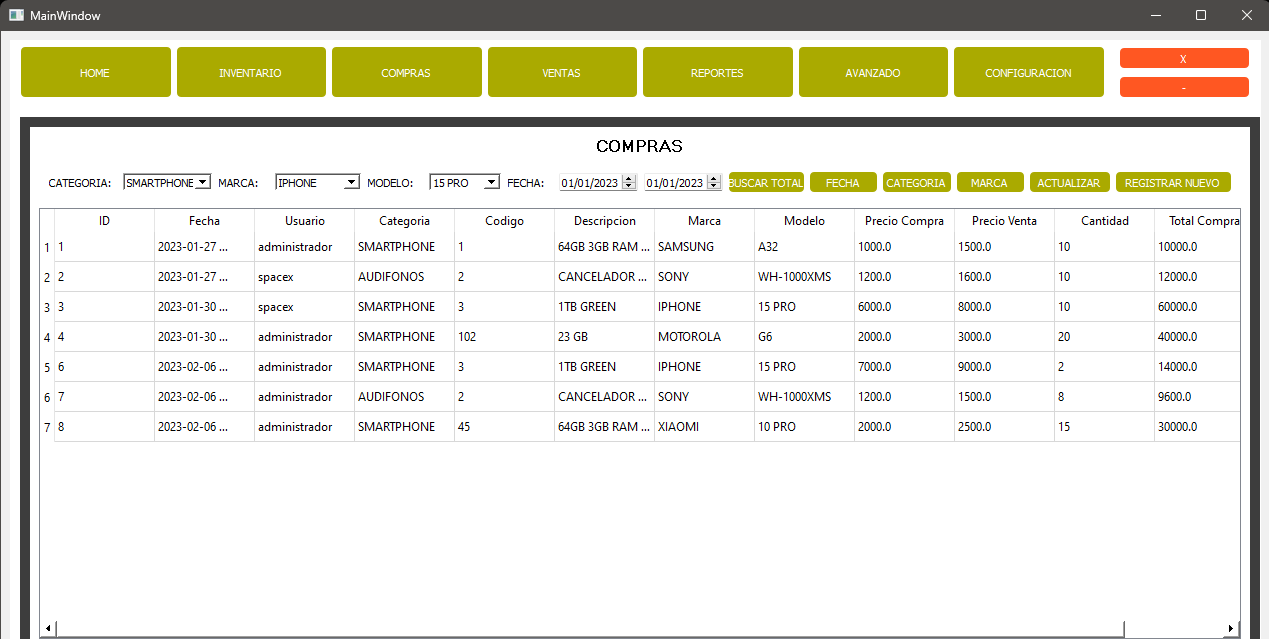 MainWindow
HOME INVENTARIO COMPRAS VENTAS REPORTES AVANZADO CONFIGURACION X
-
COMPRAS
CATEGORIA: SMARTPHONE MARCA: IPHONE MODELO: 15 PRO FECHA: 01/01/2023 01/01/2023 BUSCAR TOTAL FECHA CATEGORIA MARCA ACTUALIZAR REGISTRAR NUEVO
ID Fecha Usuario Categoria Codigo Descripcion Marca Modelo Precio Compra Precio Venta Cantidad Total Compra
1 1 2023-01-27 ... administrador SMARTPHONE 1 64GB 3GB RAM ... SAMSUNG A32 1000.0 1500.0 10 10000.0
2 2 2023-01-27 ... spacex AUDIFONOS 2 CANCELADOR ... SONY WH-1000XMS 1200.0 1600.0 10 12000.0
3 3 2023-01-30 ... spacex SMARTPHONE 3 1TB GREEN IPHONE 15 PRO 6000.0 8000.0 10 60000.0
4 4 2023-01-30 ... administrador SMARTPHONE 102 23 GB MOTOROLA G6 2000.0 3000.0 20 40000.0
5 6 2023-02-06 ... administrador SMARTPHONE 3 1TB GREEN IPHONE 15 PRO 7000.0 9000.0 2 14000.0
6 7 2023-02-06 ... administrador AUDIFONOS 2 CANCELADOR ... SONY WH-1000XMS 1200.0 1500.0 8 9600.0
7 8 2023-02-06 ... administrador SMARTPHONE 45 64GB 3GB RAM ... XIAOMI 10 PRO 2000.0 2500.0 15 30000.0